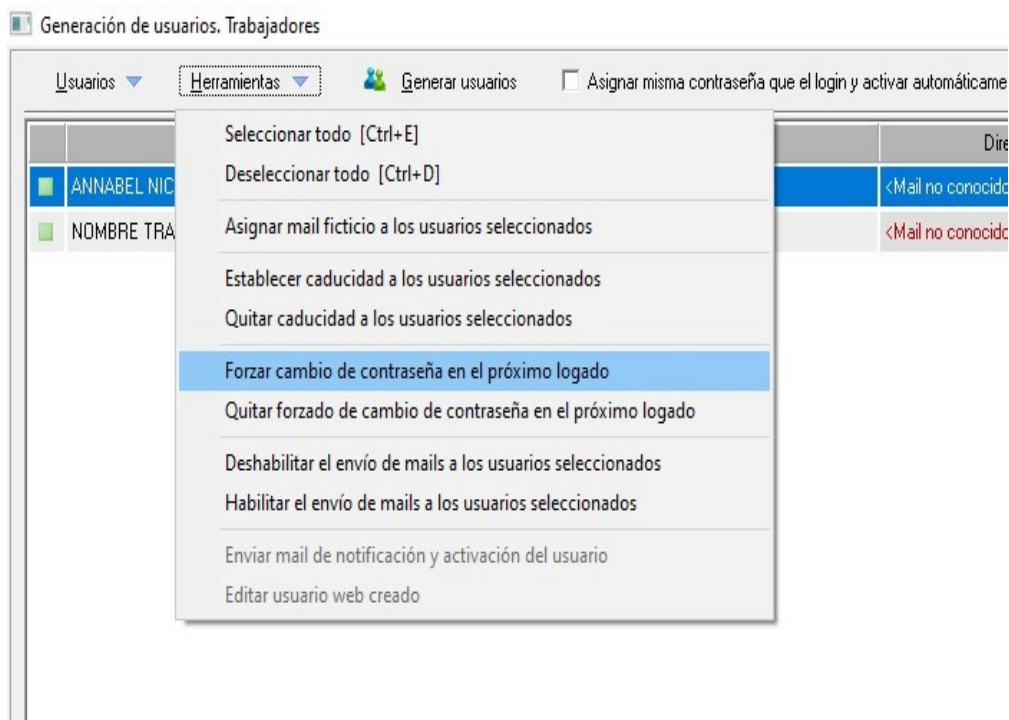 Generación de usuarios. Trabajadores
Usuarios Herramientas Generar usuarios Asignar misma contraseña que el login y activar automáticame
Dire
ANNABEL NIC <Mail no conocido
NOMBRE TRA <Mail no conocido
Seleccionar todo [Ctrl+E]
Deseleccionar todo [Ctrl+D]
Asignar mail ficticio a los usuarios seleccionados
Establecer caducidad a los usuarios seleccionados
Quitar caducidad a los usuarios seleccionados
Forzar cambio de contraseña en el próximo logado
Quitar forzado de cambio de contraseña en el próximo logado
Deshabilitar el envío de mails a los usuarios seleccionados
Habilitar el envío de mails a los usuarios seleccionados
Enviar mail de notificación y activación del usuario
Editar usuario web creado